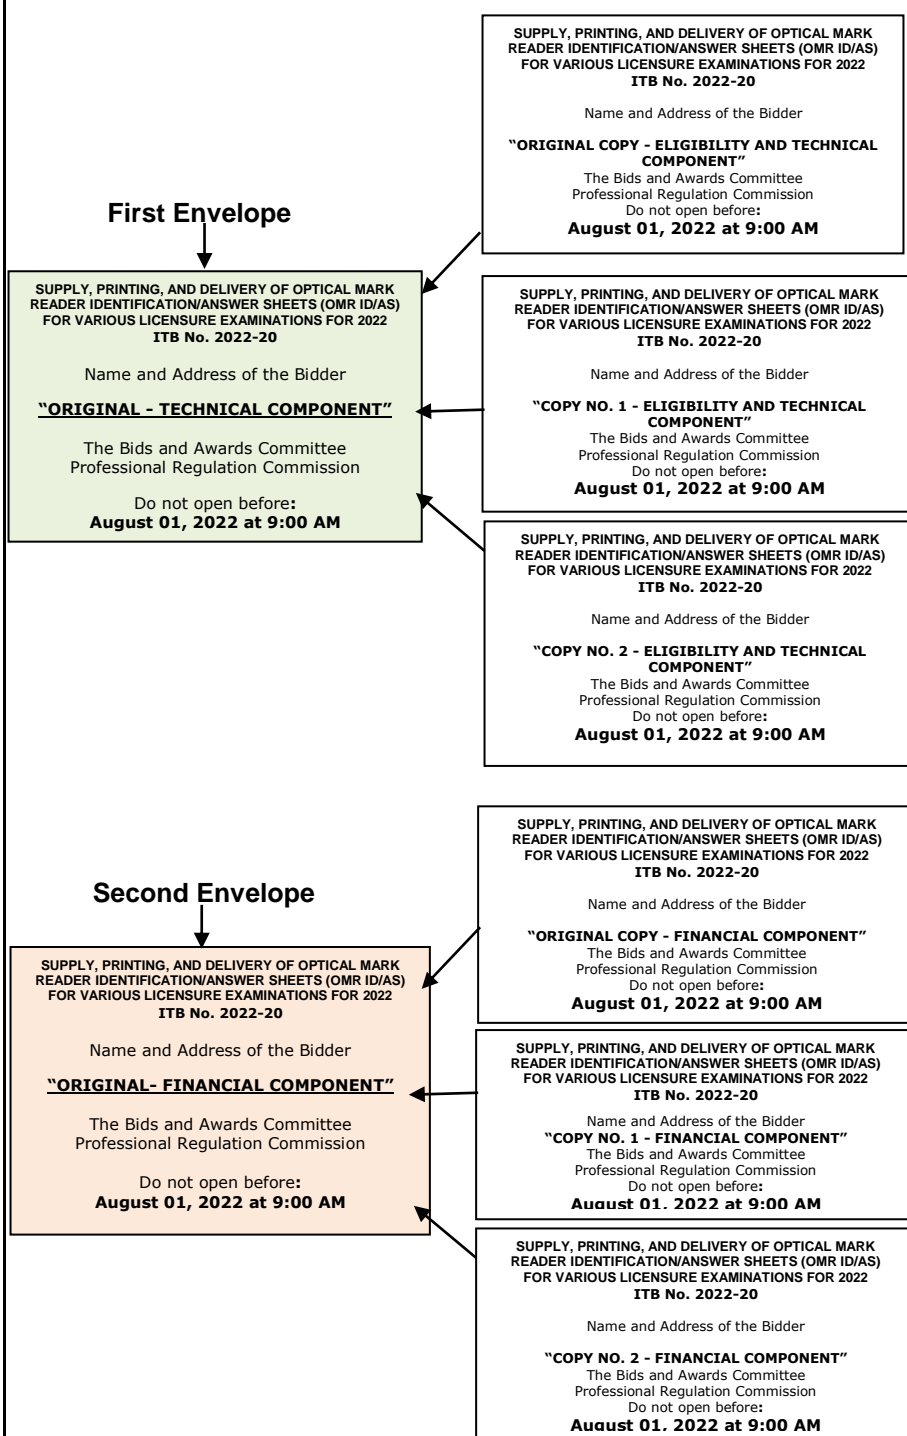 SUPPLY, PRINTING, AND DELIVERY OF OPTICAL MARK
READER IDENTIFICATION/ANSWER SHEETS (OMR ID/AS)
FOR VARIOUS LICENSURE EXAMINATIONS FOR 2022
ITB No. 2022-20
Name and Address of the Bidder
“ORIGINAL COPY - ELIGIBILITY AND TECHNICAL
COMPONENT”
The Bids and Awards Committee
Professional Regulation Commission
Do not open before:
August 01, 2022 at 9:00 AM
First Envelope
SUPPLY, PRINTING, AND DELIVERY OF OPTICAL MARK
READER IDENTIFICATION/ANSWER SHEETS (OMR ID/AS)
FOR VARIOUS LICENSURE EXAMINATIONS FOR 2022
ITB No. 2022-20
Name and Address of the Bidder
“ORIGINAL - TECHNICAL COMPONENT”
The Bids and Awards Committee
Professional Regulation Commission
Do not open before:
August 01, 2022 at 9:00 AM
SUPPLY, PRINTING, AND DELIVERY OF OPTICAL MARK
READER IDENTIFICATION/ANSWER SHEETS (OMR ID/AS)
FOR VARIOUS LICENSURE EXAMINATIONS FOR 2022
ITB No. 2022-20
Name and Address of the Bidder
“COPY NO. 1 - ELIGIBILITY AND TECHNICAL
COMPONENT”
The Bids and Awards Committee
Professional Regulation Commission
Do not open before:
August 01, 2022 at 9:00 AM
SUPPLY, PRINTING, AND DELIVERY OF OPTICAL MARK
READER IDENTIFICATION/ANSWER SHEETS (OMR ID/AS)
FOR VARIOUS LICENSURE EXAMINATIONS FOR 2022
ITB No. 2022-20
Name and Address of the Bidder
“COPY NO. 2 - ELIGIBILITY AND TECHNICAL
COMPONENT”
The Bids and Awards Committee
Professional Regulation Commission
Do not open before:
August 01, 2022 at 9:00 AM
SUPPLY, PRINTING, AND DELIVERY OF OPTICAL MARK
READER IDENTIFICATION/ANSWER SHEETS (OMR ID/AS)
FOR VARIOUS LICENSURE EXAMINATIONS FOR 2022
ITB No. 2022-20
Name and Address of the Bidder
“ORIGINAL COPY - FINANCIAL COMPONENT”
The Bids and Awards Committee
Professional Regulation Commission
Do not open before:
August 01, 2022 at 9:00 AM
Second Envelope
SUPPLY, PRINTING, AND DELIVERY OF OPTICAL MARK
READER IDENTIFICATION/ANSWER SHEETS (OMR ID/AS)
FOR VARIOUS LICENSURE EXAMINATIONS FOR 2022
ITB No. 2022-20
Name and Address of the Bidder
“ORIGINAL- FINANCIAL COMPONENT”
The Bids and Awards Committee
Professional Regulation Commission
Do not open before:
August 01, 2022 at 9:00 AM
SUPPLY, PRINTING, AND DELIVERY OF OPTICAL MARK
READER IDENTIFICATION/ANSWER SHEETS (OMR ID/AS)
FOR VARIOUS LICENSURE EXAMINATIONS FOR 2022
ITB No. 2022-20
Name and Address of the Bidder
“COPY NO. 1 - FINANCIAL COMPONENT”
The Bids and Awards Committee
Professional Regulation Commission
Do not open before:
August 01, 2022 at 9:00 AM
SUPPLY, PRINTING, AND DELIVERY OF OPTICAL MARK
READER IDENTIFICATION/ANSWER SHEETS (OMR ID/AS)
FOR VARIOUS LICENSURE EXAMINATIONS FOR 2022
ITB No. 2022-20
Name and Address of the Bidder
“COPY NO. 2 - FINANCIAL COMPONENT”
The Bids and Awards Committee
Professional Regulation Commission
Do not open before:
August 01, 2022 at 9:00 AM